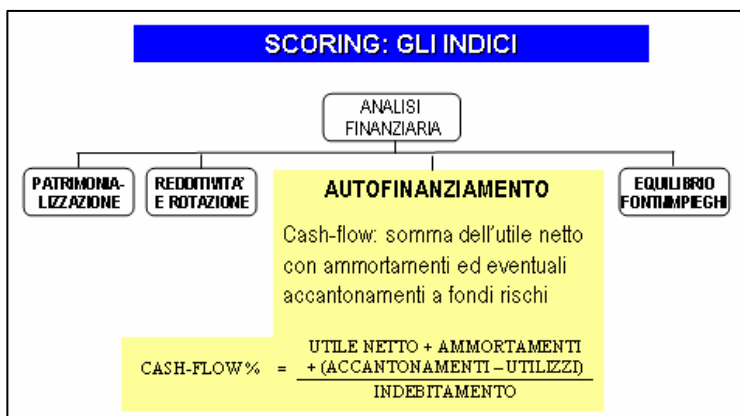 SCORING: GLI INDICI
ANALISI
FINANZIARIA
PATRIMONIA-
LIZZAZIONE
REDDITIVITA'
E ROTAZIONE
AUTOFINANZIAMENTO
Cash-flow: somma dell'utile netto
con ammortamenti ed eventuali
accantonamenti a fondi rischi
EQUILIBRIO
FONTI/IMPIEGHI
UTILE NETTO + AMMORTAMENTI
+ (ACCANTONAMENTI – UTILIZZI)
CASH-FLOW% =
INDEBITAMENTO